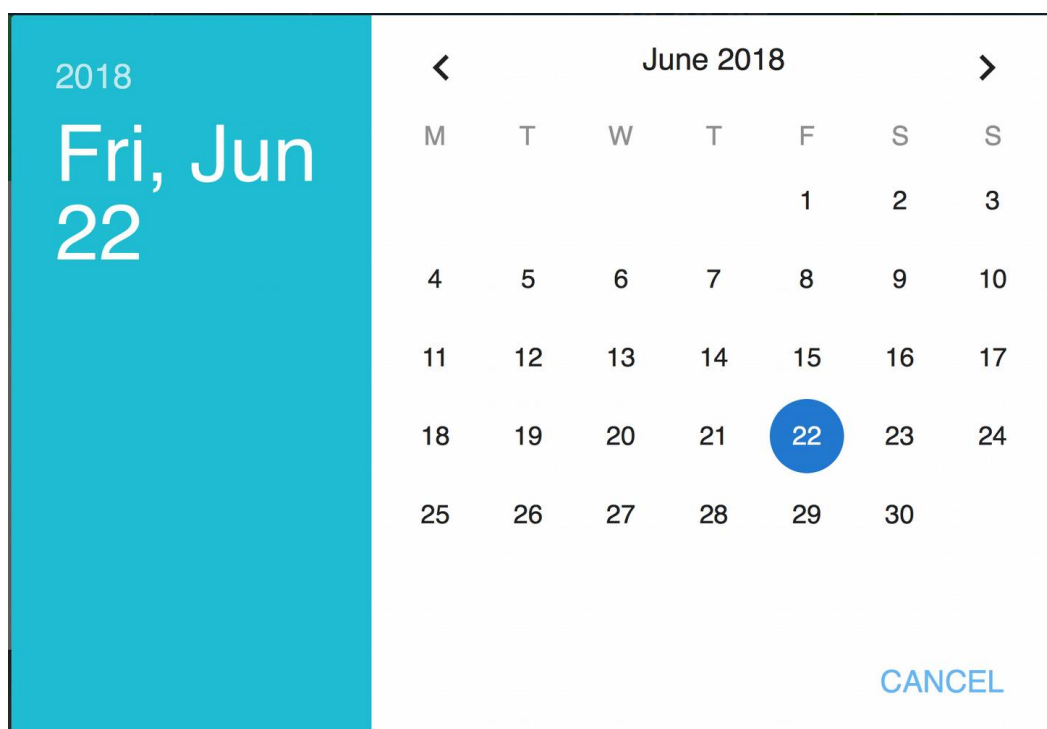 2018
Fri, Jun
22
June 2018
M T W T F S S
1 2 3
4 5 6 7 8 9 10
11 12 13 14 15 16 17
18 19 20 21 22 23 24
25 26 27 28 29 30
CANCEL